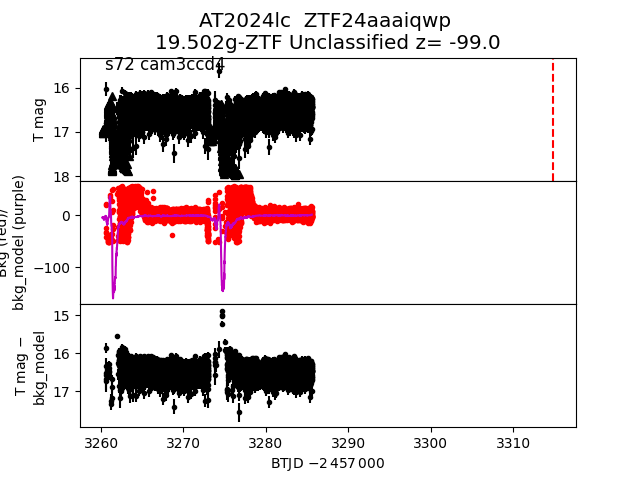 AT2024lc ZTF24aaaiqwp
19.502g-ZTF Unclassified z= -99.0
s72 cam3ccd4
16
17
18
T mag
0
−100
Bkg (red)/
bkg_model (purple)
15
16
17
T mag −
bkg_model
3260 3270 3280 3290 3300 3310
BTJD −2 457 000